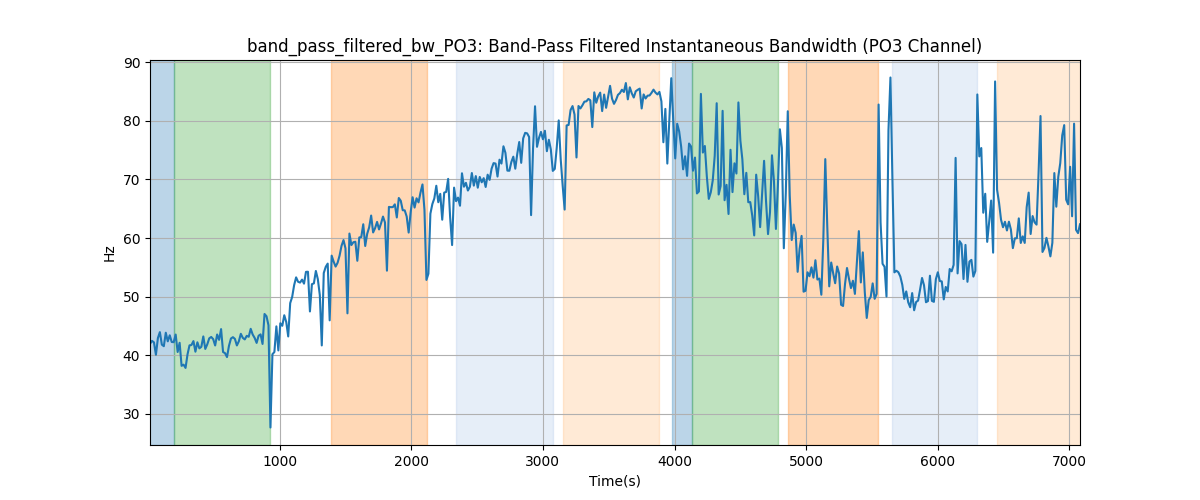 band_pass_filtered_bw_PO3: Band-Pass Filtered Instantaneous Bandwidth (PO3 Channel)
90
80
70
60
50
40
30
Hz
1000 2000 3000 4000 5000 6000 7000
Time(s)